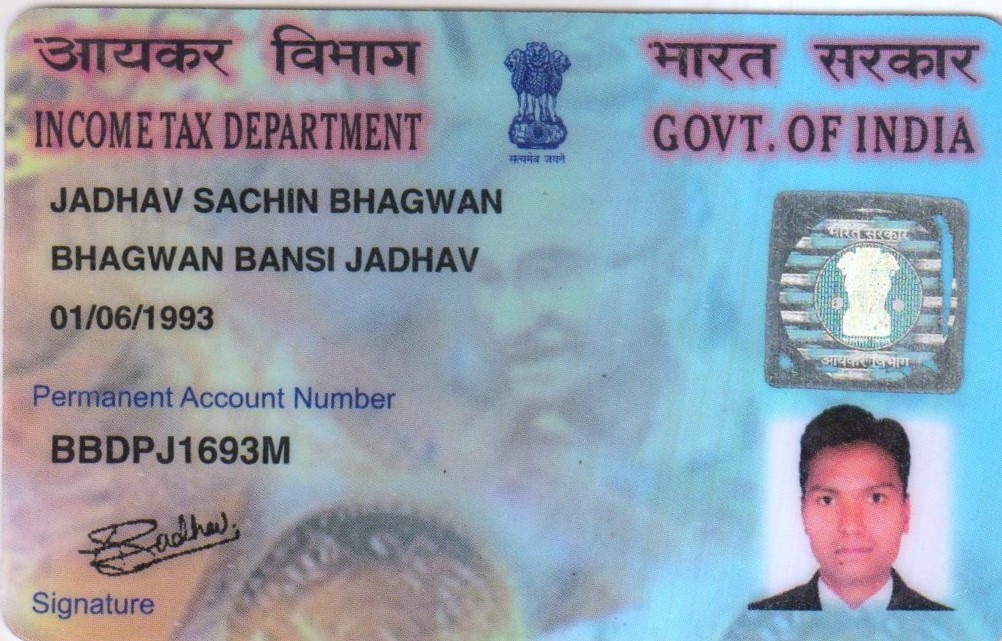 आयकर विभाग
भारत सरकार
INCOME TAX DEPARTMENT
GOVT. OF INDIA
सत्यमेव जयते
JADHAV SACHIN BHAGWAN
BHAGWAN BANSI JADHAV
01/06/1993
भारत सरकार
आयकर विभाग
Permanent Account Number
BBDPJ1693M
Jadhav.
Signature